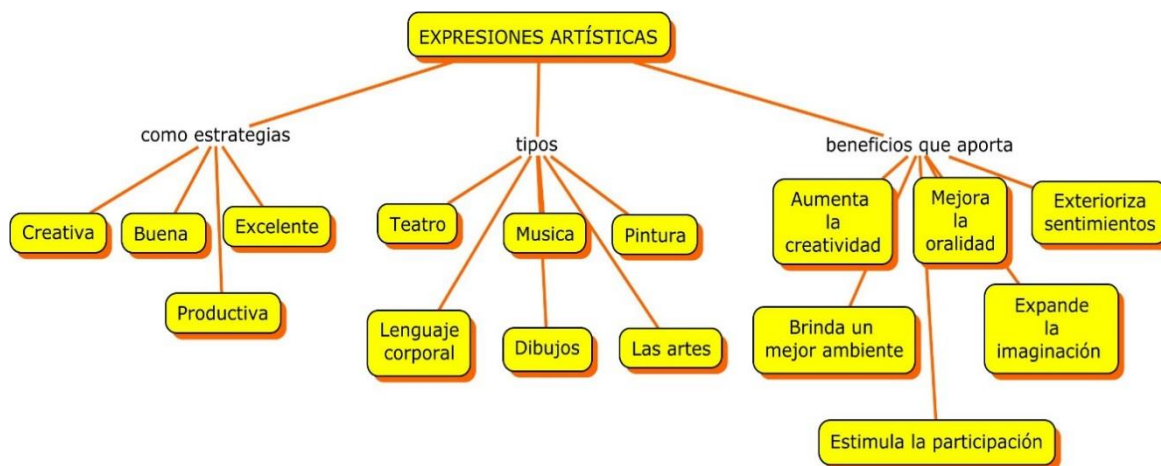 EXPRESIONES ARTÍSTICAS
como estrategias
Creativa
Buena
Excelente
Productiva
tipos
Teatro
Musica
Pintura
Lenguaje
corporal
Dibujos
Las artes
beneficios que aporta
Aumenta
la
creatividad
Mejora
la
oralidad
Exterioriza
sentimientos
Brinda un
mejor ambiente
Expande
la
imaginación
Estimula la participación